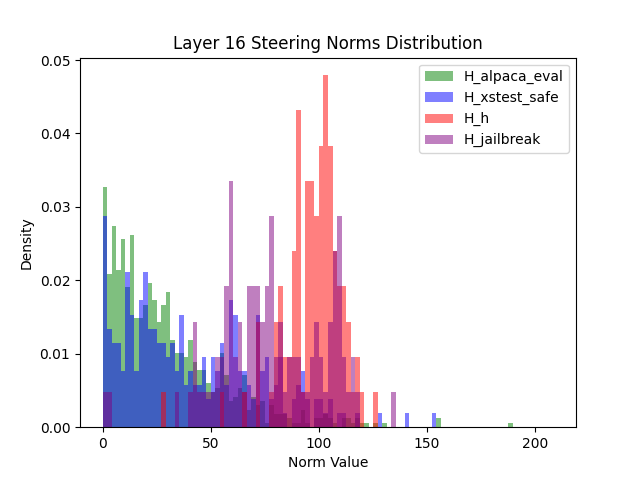 Layer 16 Steering Norms Distribution
0.05
0.04
0.03
0.02
0.01
0.00
Density
H_alpaca_eval
H_xstest_safe
H_h
H_jailbreak
0 50 100 150 200
Norm Value